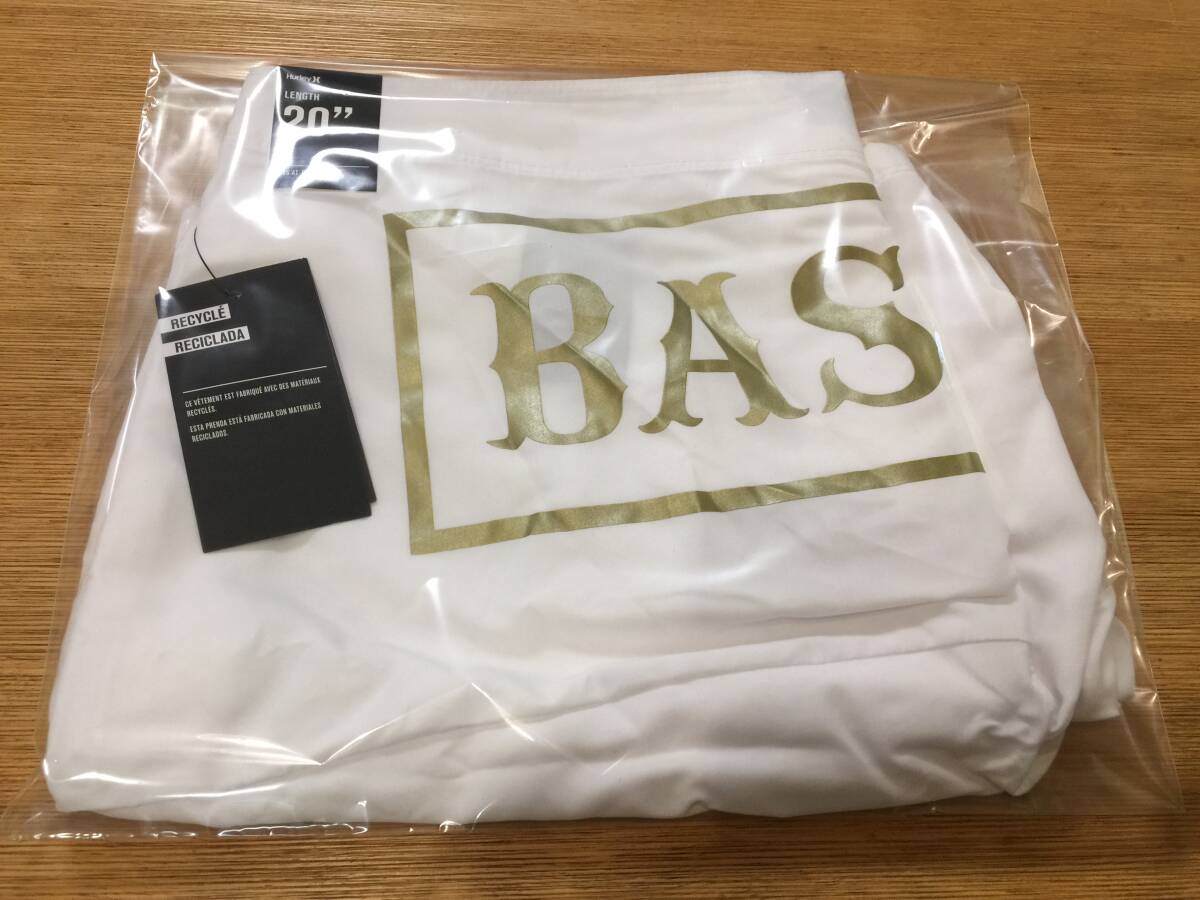 Hurley
LENGTH
20”
BAS
RECYCLÉ
RECICLADA
CE VÊTEMENT EST FABRIQUÉ AVEC DES MATÉRIAUX
RECYCLÉS.
ESTA PRENDA ESTÁ FABRICADA CON MATERIALES
RECICLADOS.